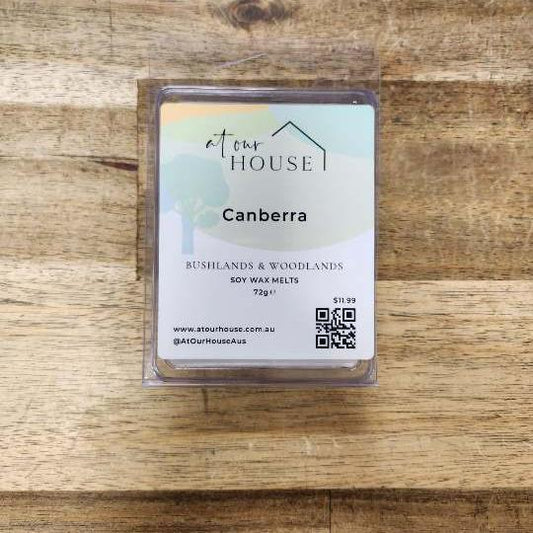 at our
HOUSE
Canberra
BUSHLANDS & WOODLANDS
SOY WAX MELTS
72g ℮
$11.99
www.atourhouse.com.au
@AtOurHouseAus